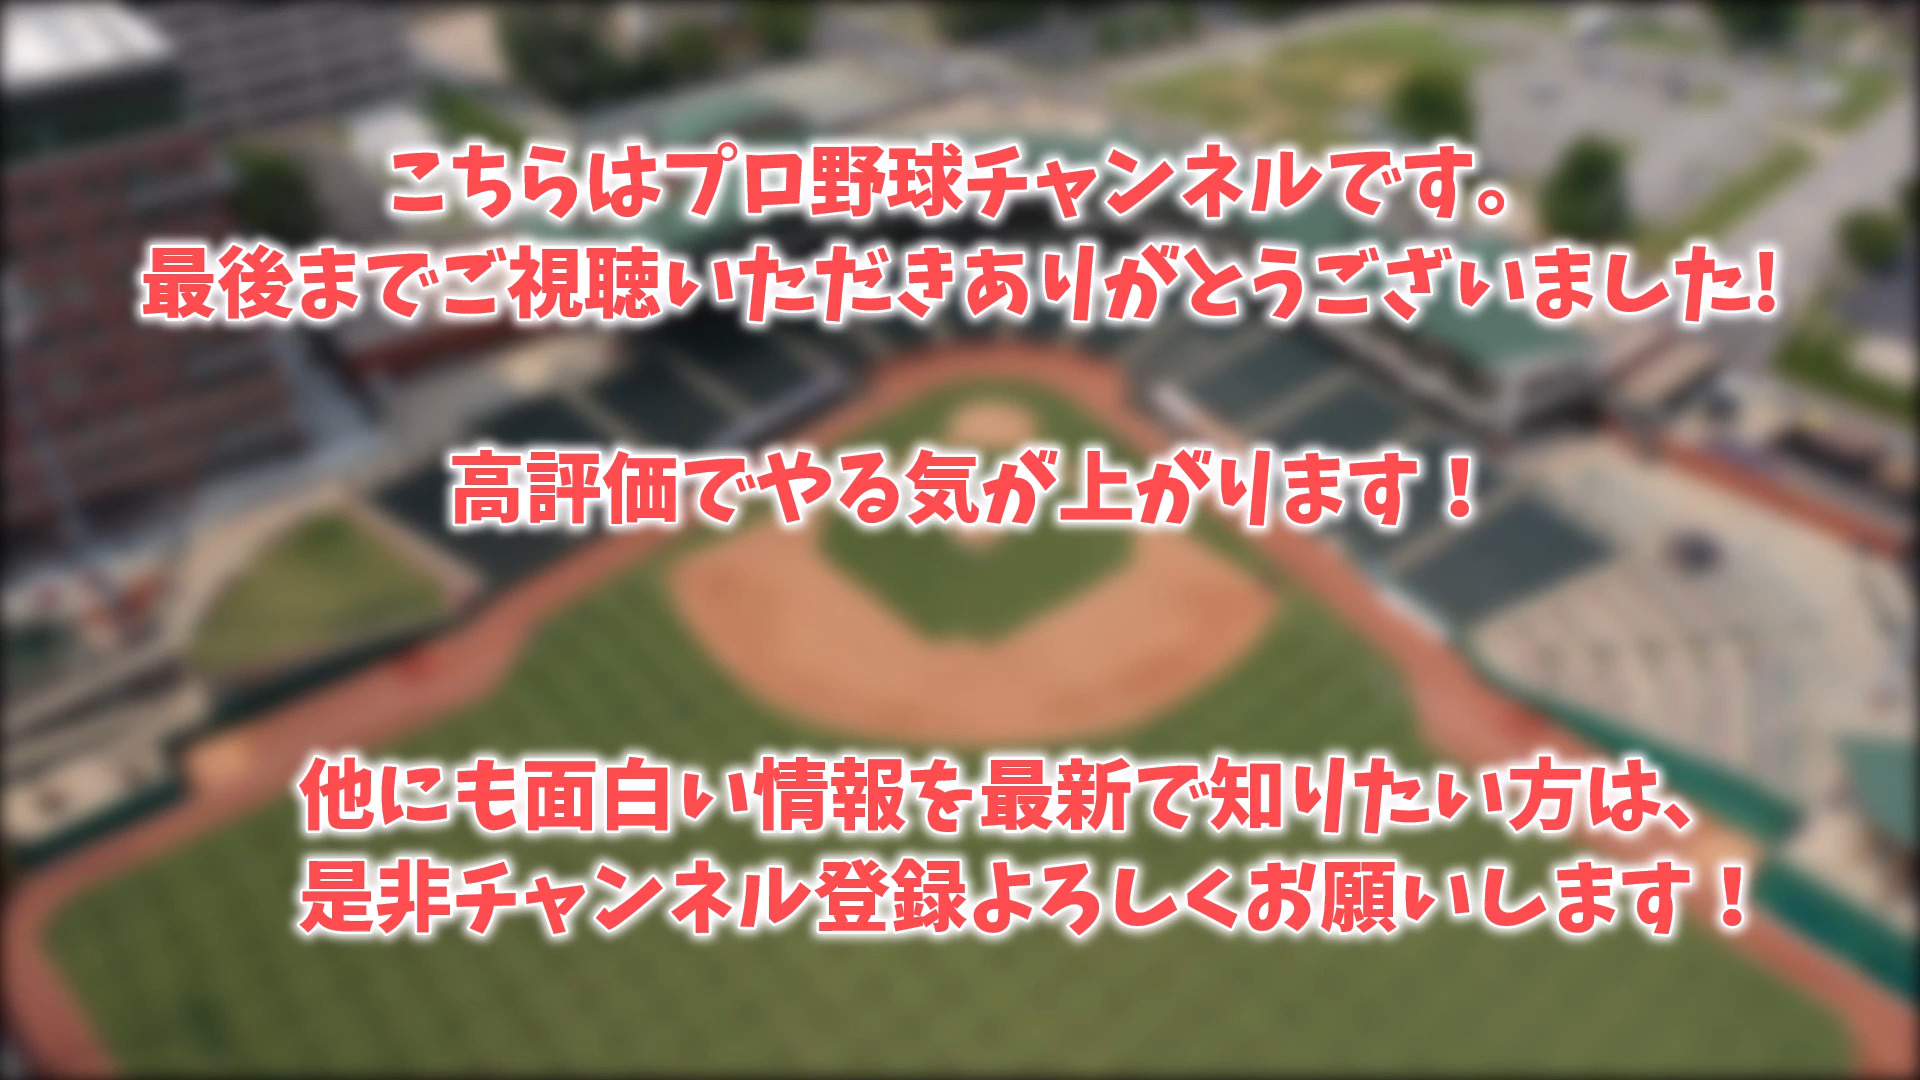 こちらはプロ野球チャンネルです。
最後までご視聴いただきありがとうございました!
高評価でやる気が上がります！
他にも面白い情報を最新で知りたい方は、
是非チャンネル登録よろしくお願いします！